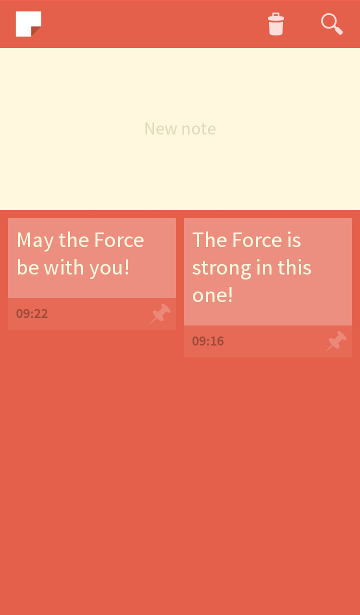 New note
May the Force
be with you!
09:22
The Force is
strong in this
one!
09:16